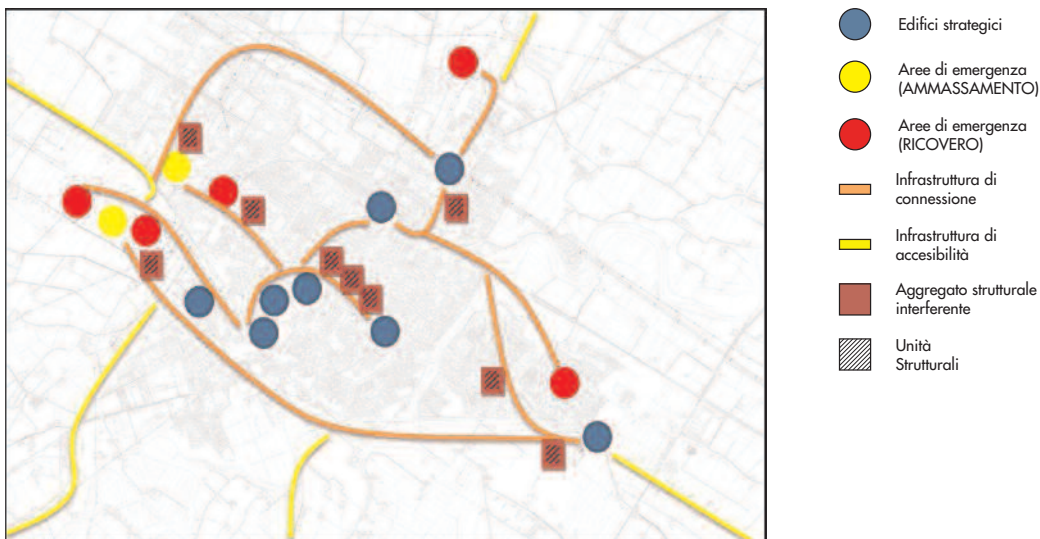 Edifici strategici
Aree di emergenza
(AMMASSAMENTO)
Aree di emergenza
(RICOVERO)
Infrastruttura di
connessione
Infrastruttura di
accesibilità
Aggregato strutturale
interferente
Unità
Strutturali